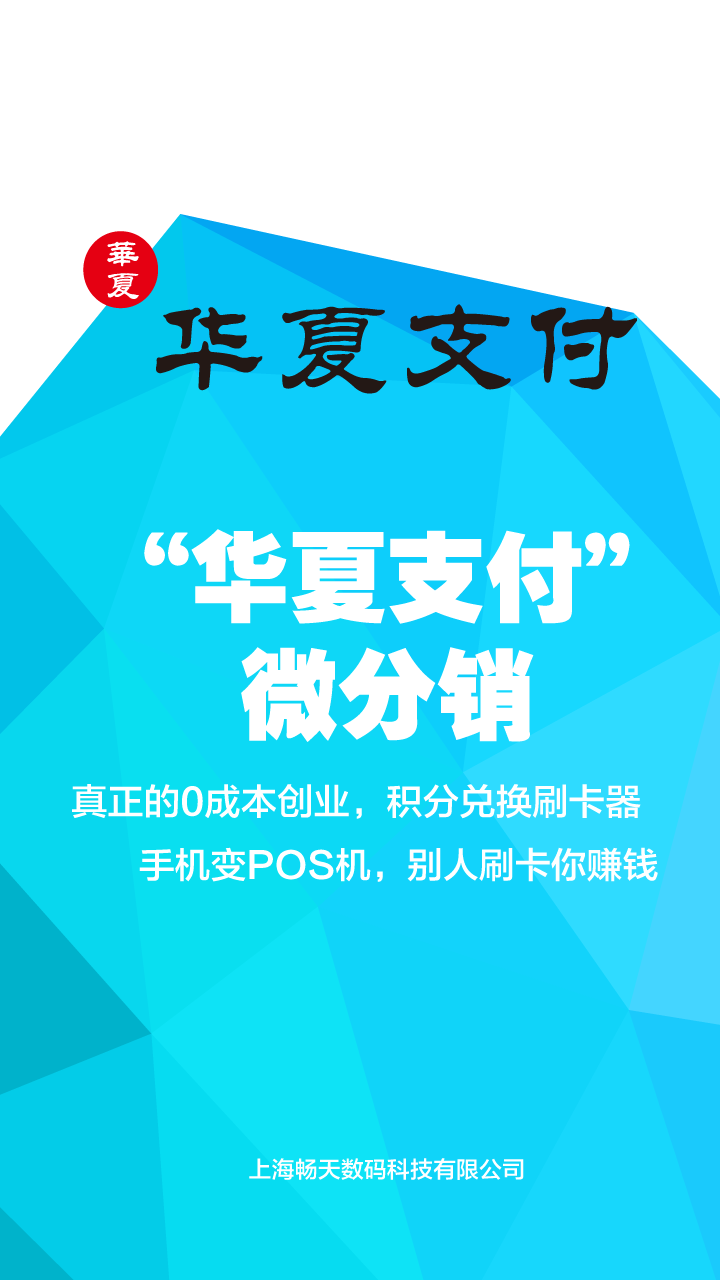 華
夏
华夏支付
“华夏支付”
微分销
真正的0成本创业，积分兑换刷卡器
手机变POS机，别人刷卡你赚钱
上海畅天数码科技有限公司